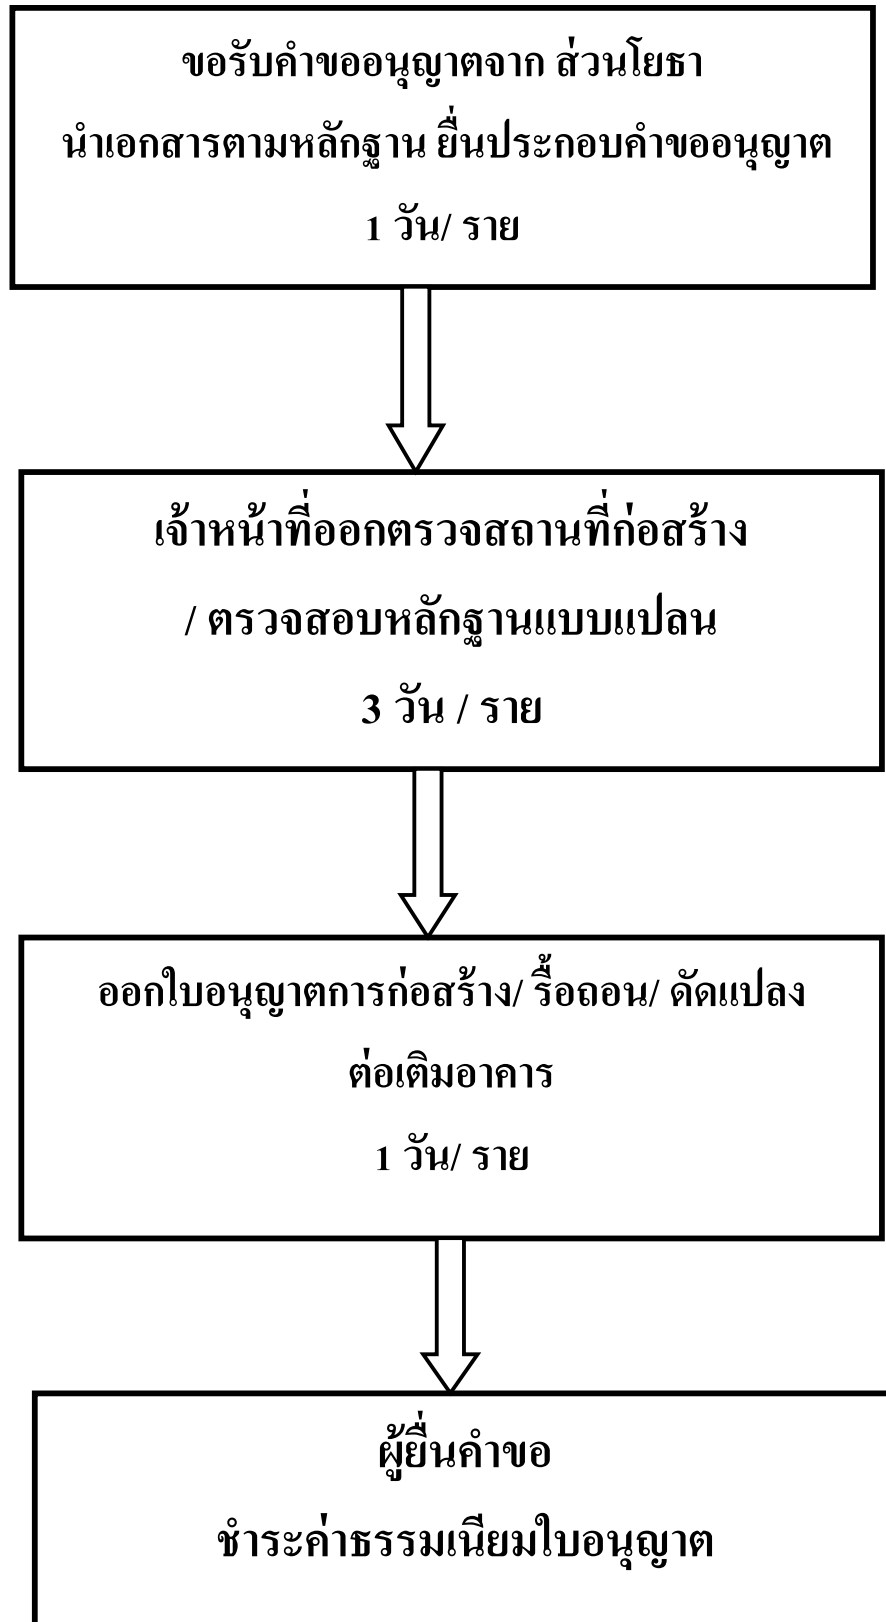 ขอรับคำขออนุญาตจาก ส่วนโยธา
นำเอกสารตามหลักฐาน ยื่นประกอบคำขออนุญาต
1 วัน/ ราย
เจ้าหน้าที่ออกตรวจสถานที่ก่อสร้าง
/ ตรวจสอบหลักฐานแบบแปลน
3 วัน / ราย
ออกใบอนุญาตการก่อสร้าง/ รื้อถอน/ ดัดแปลง
ต่อเติมอาคาร
1 วัน/ ราย
ผู้ยื่นคำขอ
ชำระค่าธรรมเนียมใบอนุญาต